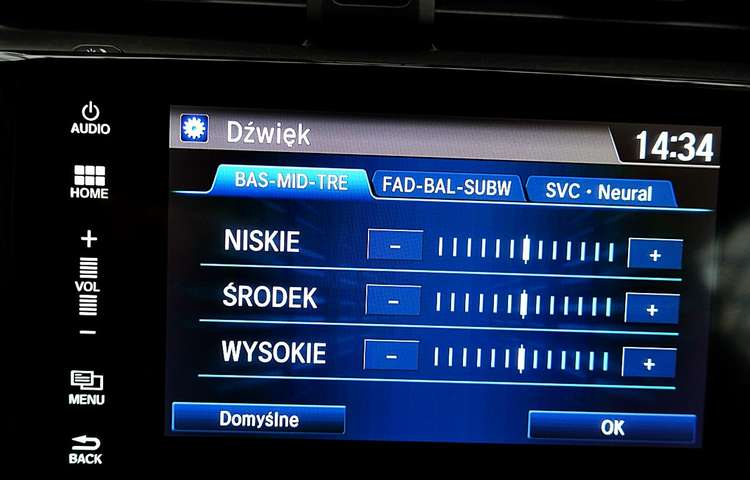 AUDIO
HOME
+
VOL
−
MENU
BACK
Dźwięk
14:34
BAS-MID-TRE FAD-BAL-SUBW SVC・Neural
NISKIE − +
ŚRODEK − +
WYSOKIE − +
Domyślne OK